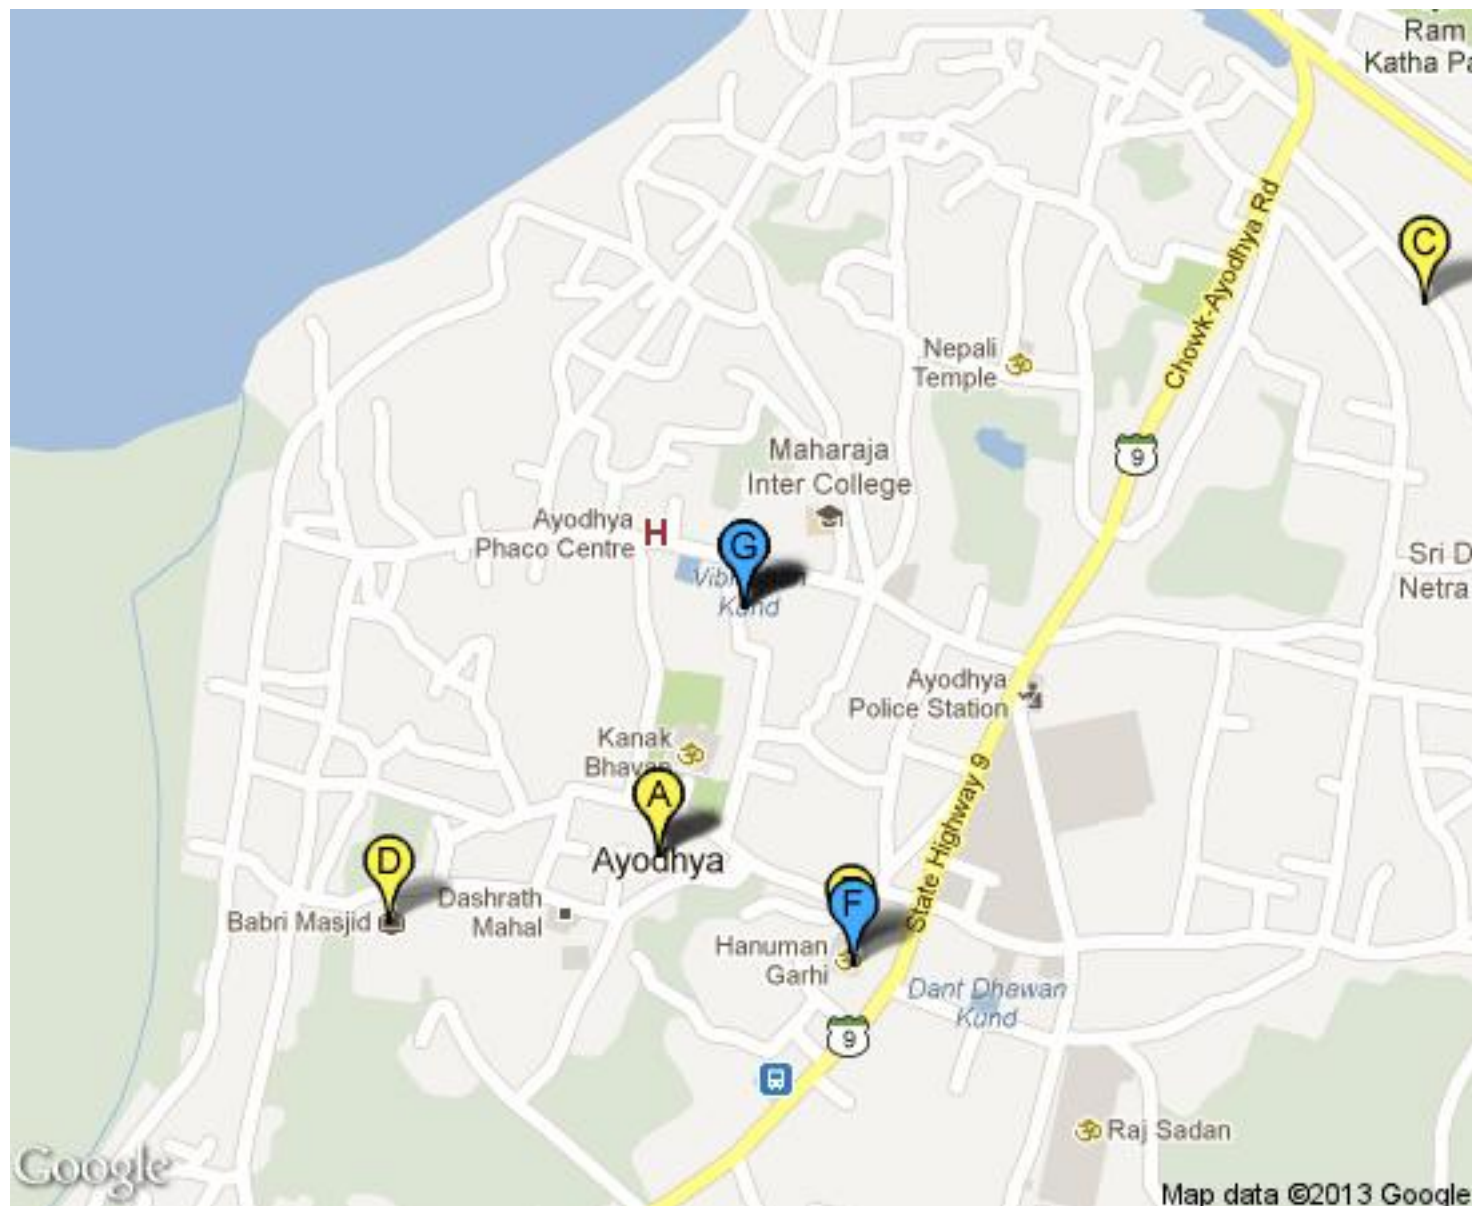 Ram
Katha Pa
C
Chowk-Ayodhya Rd
Nepali
Temple
9
Maharaja
Inter College
Ayodhya
Phaco Centre
H
G
Kund
Sri D
Netra
Ayodhya
Police Station
Kanak
Bhavan
A
State Highway 9
Ayodhya
D
Babri Masjid
Dashrath
Mahal
F
Hanuman
Garhi
Dant Dhawan
Kund
9
Raj Sadan
Google
Map data ©2013 Google